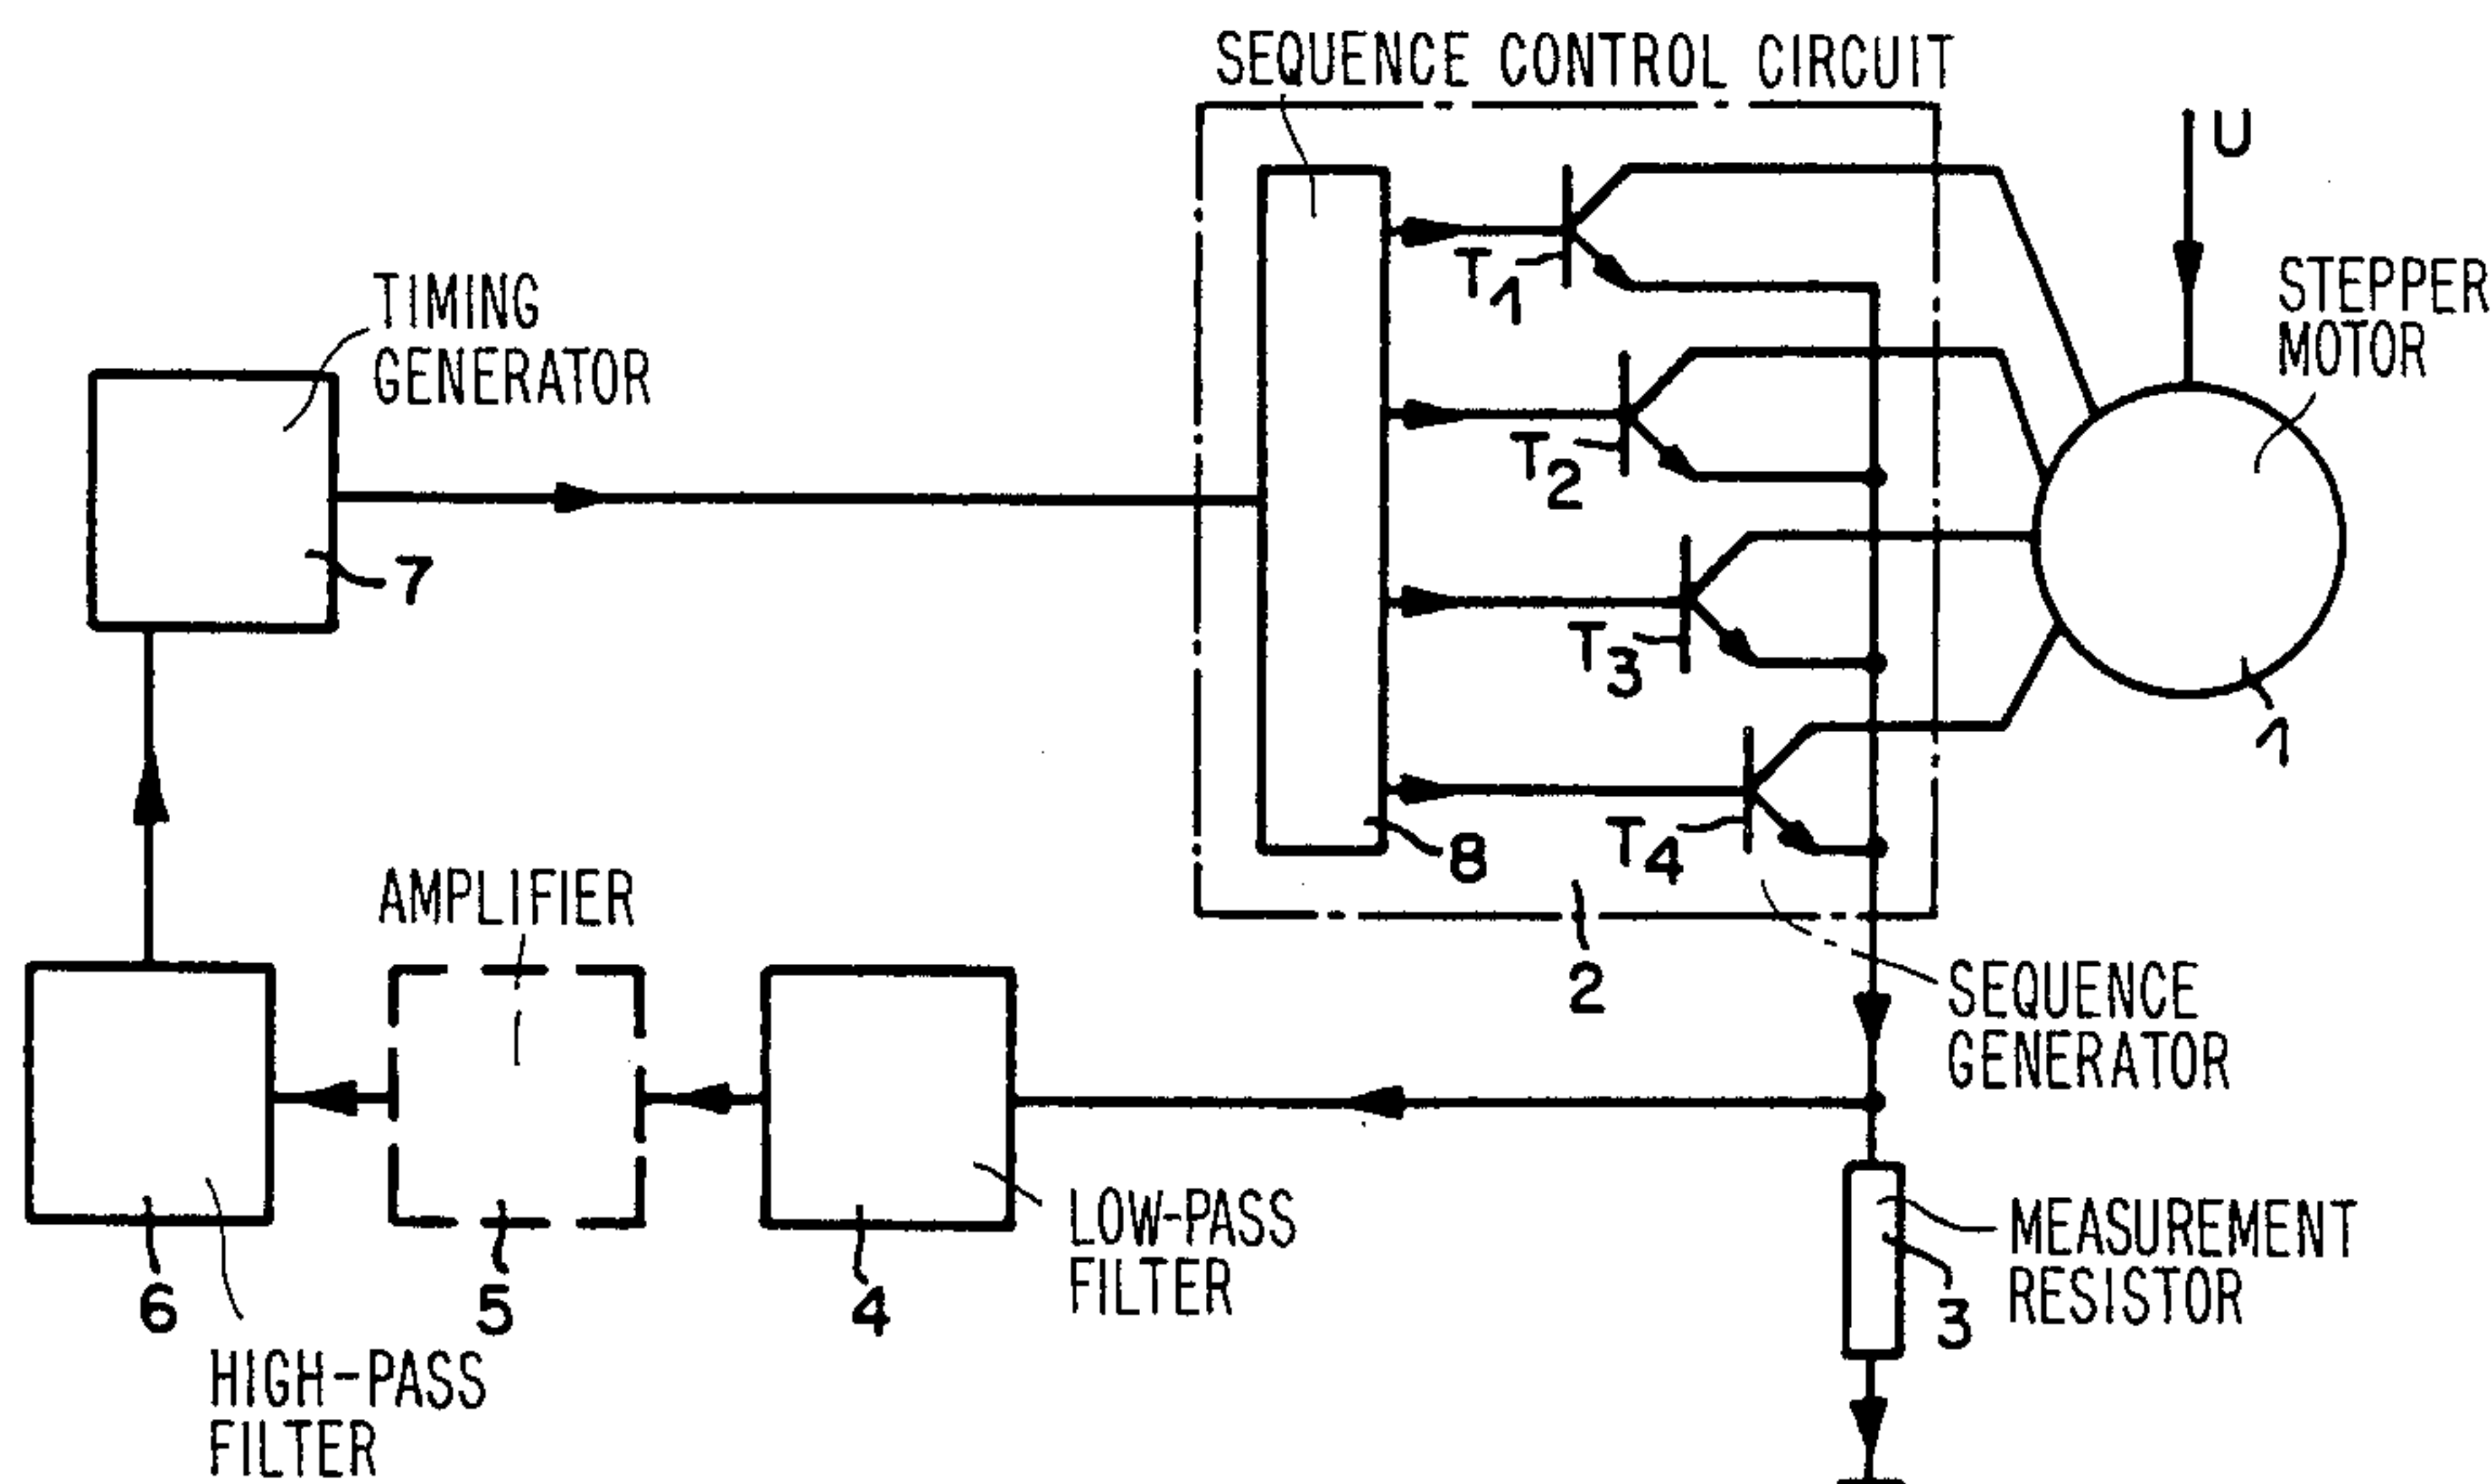 SEQUENCE CONTROL CIRCUIT
U
STEPPER
MOTOR
TIMING
GENERATOR
T1
T2
T3
T4
7
8
1
2
AMPLIFIER
SEQUENCE
GENERATOR
LOW-PASS
FILTER
MEASUREMENT
RESISTOR
6
5
4
3
HIGH-PASS
FILTER